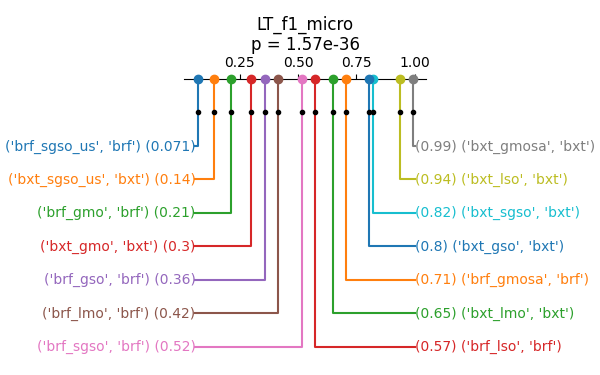 LT_f1_micro
p = 1.57e-36
0.25 0.50 0.75 1.00
('brf_sgso_us', 'brf') (0.071)
(0.99) ('bxt_gmosa', 'bxt')
('bxt_sgso_us', 'bxt') (0.14)
(0.94) ('bxt_lso', 'bxt')
('brf_gmo', 'brf') (0.21)
(0.82) ('bxt_sgso', 'bxt')
('bxt_gmo', 'bxt') (0.3)
(0.8) ('bxt_gso', 'bxt')
('brf_gso', 'brf') (0.36)
(0.71) ('brf_gmosa', 'brf')
('brf_lmo', 'brf') (0.42)
(0.65) ('bxt_lmo', 'bxt')
('brf_sgso', 'brf') (0.52)
(0.57) ('brf_lso', 'brf')